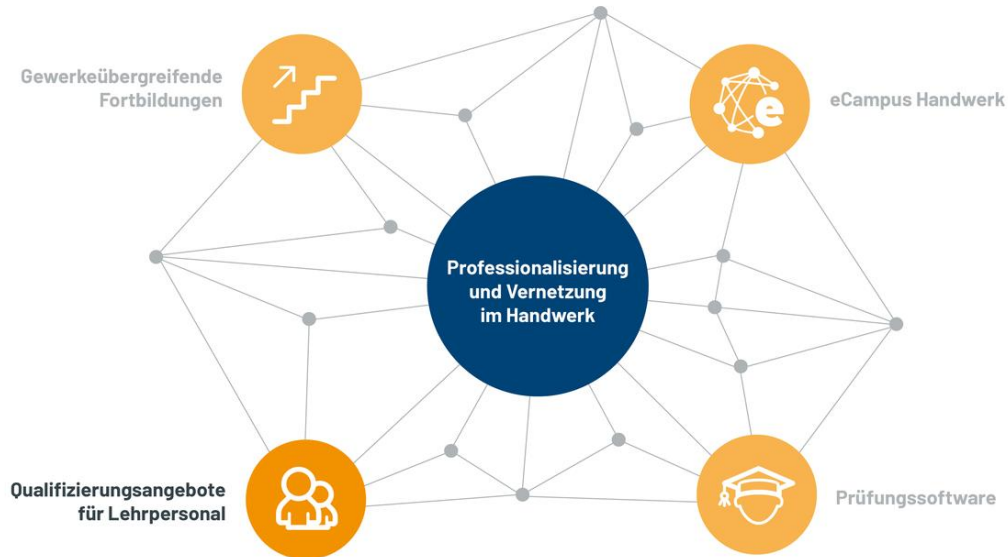 Gewerkeübergreifende
Fortbildungen
e
eCampus Handwerk
Professionalisierung
und Vernetzung
im Handwerk
Qualifizierungsangebote
für Lehrpersonal
Prüfungssoftware